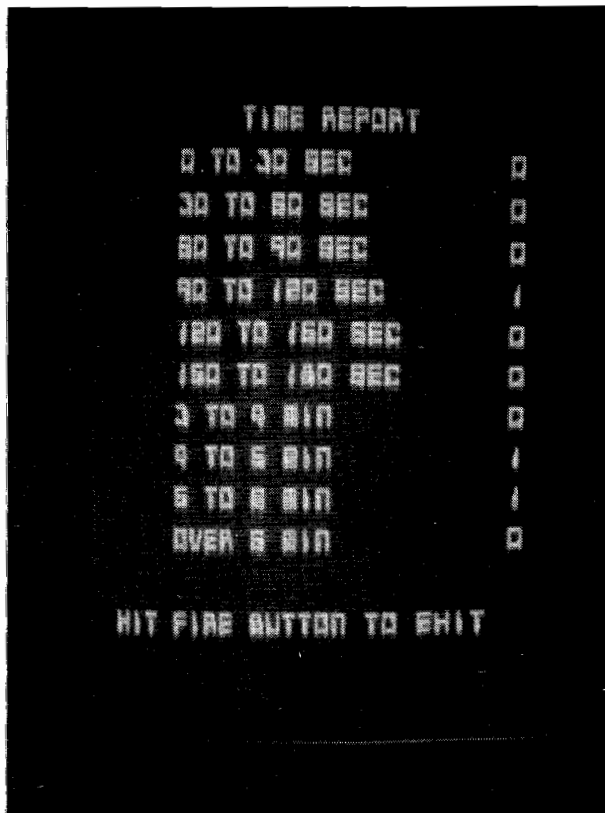 TIME REPORT
0 TO 30 SEC 0
30 TO 60 SEC 0
60 TO 90 SEC 0
90 TO 120 SEC 1
120 TO 150 SEC 0
150 TO 180 SEC 0
3 TO 4 MIN 0
4 TO 5 MIN 1
5 TO 6 MIN 1
OVER 6 MIN 0
HIT FIRE BUTTON TO EXIT